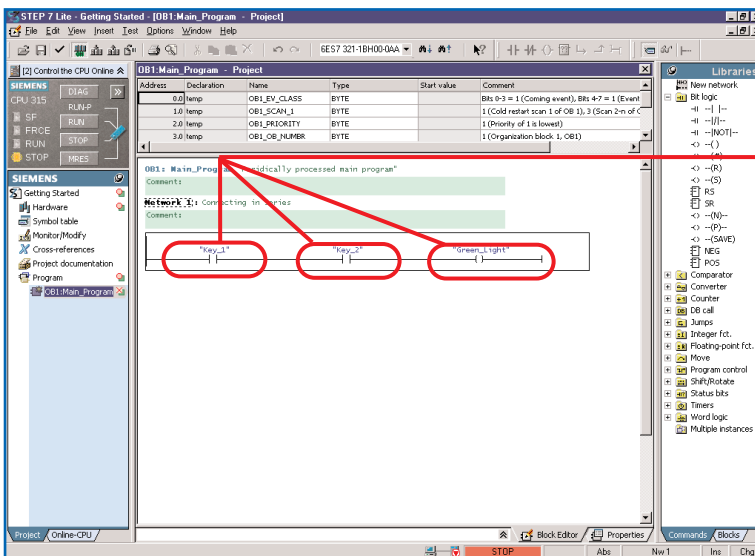 STEP 7 Lite - Getting Started - [OB1:Main_Program - Project]
File Edit View Insert Test Options Window Help
6ES7 321-1BH00-0AA
[2] Control the CPU Online
SIEMENS
CPU 315
DIAG
RUN-P
SF
RUN
FRCE
RUN
STOP
STOP
MRES
SIEMENS
Getting Started
Hardware
Symbol table
Monitor/Modify
Cross-references
Project documentation
Program
OB1:Main_Program
Project Online-CPU
OB1:Main_Program - Project
Address Declaration Name Type Start value Comment
0.0 temp OB1_EV_CLASS BYTE Bits 0-3 = 1 (Coming event), Bits 4-7 = 1 (Event
1.0 temp OB1_SCAN_1 BYTE 1 (Cold restart scan 1 of OB 1), 3 (Scan 2-n of
2.0 temp OB1_PRIORITY BYTE 1 (Priority of 1 is lowest)
3.0 temp OB1_OB_NUMBR BYTE 1 (Organization block 1, OB1)
OB1: Main_Program processed main program"
Comment:
Network 1: Connecting in series
Comment:
"Key_1" "Key_2" "Green_Light"
Block Editor Properties
Libraries
New network
Bit logic
--| |--
--|/|--
--|NOT|--
--( )
--(R)
--(S)
RS
SR
--(N)--
--(P)--
--(SAVE)
NEG
POS
Comparator
Converter
Counter
DB call
Jumps
Integer fct.
Floating-point fct.
Move
Program control
Shift/Rotate
Status bits
Timers
Word logic
Multiple instances
Commands Blocks
STOP Abs Nw 1 Ins